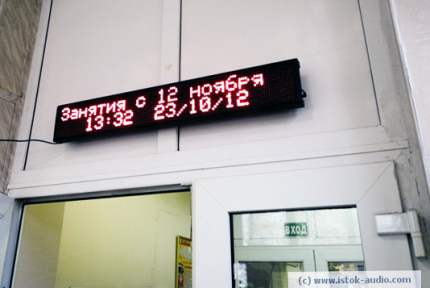 Занятия с 12 ноября
13:32 23/10/12
ВХОД
(c) www.istok-audio.com